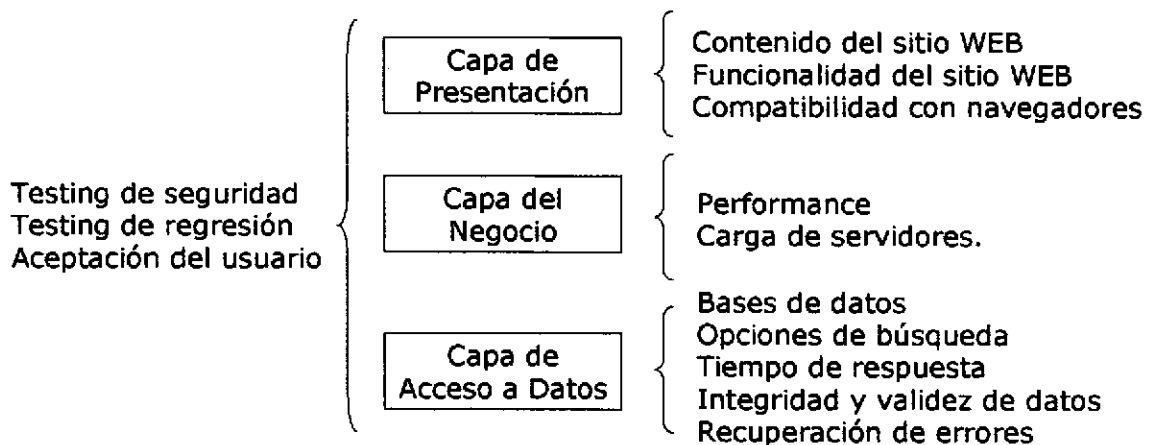 Testing de seguridad
Testing de regresión
Aceptación del usuario
Capa de
Presentación
Contenido del sitio WEB
Funcionalidad del sitio WEB
Compatibilidad con navegadores
Capa del
Negocio
Performance
Carga de servidores.
Capa de
Acceso a Datos
Bases de datos
Opciones de búsqueda
Tiempo de respuesta
Integridad y validez de datos
Recuperación de errores